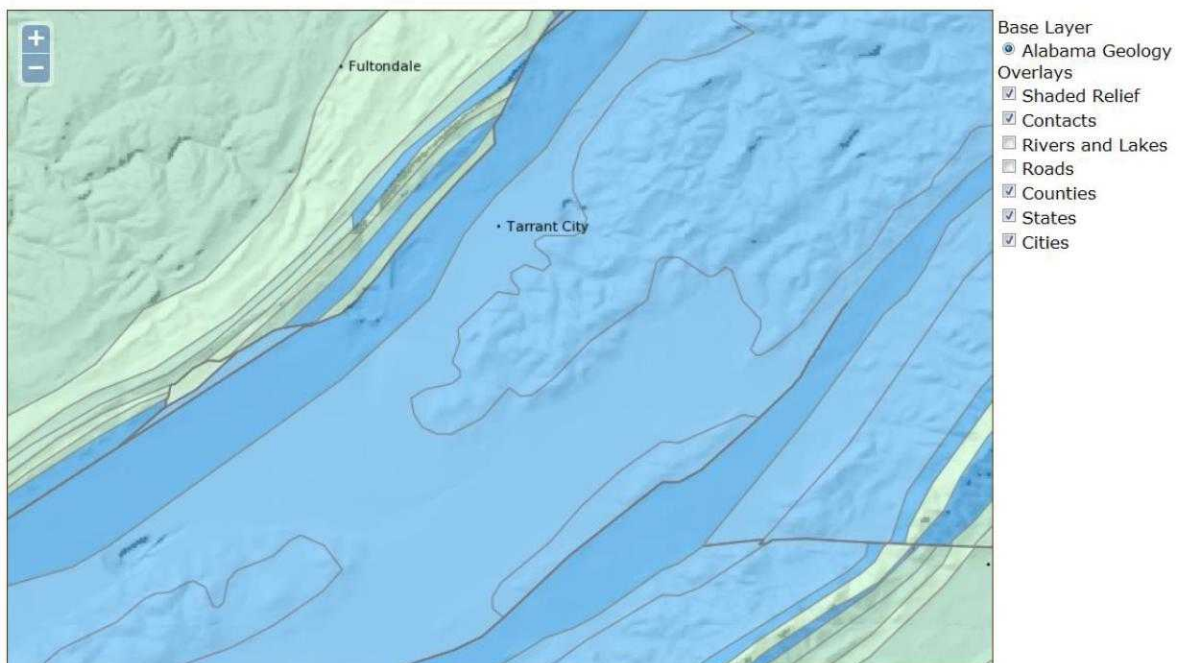 +
−
Fultondale
Tarrant City
Base Layer
Alabama Geology
Overlays
Shaded Relief
Contacts
Rivers and Lakes
Roads
Counties
States
Cities